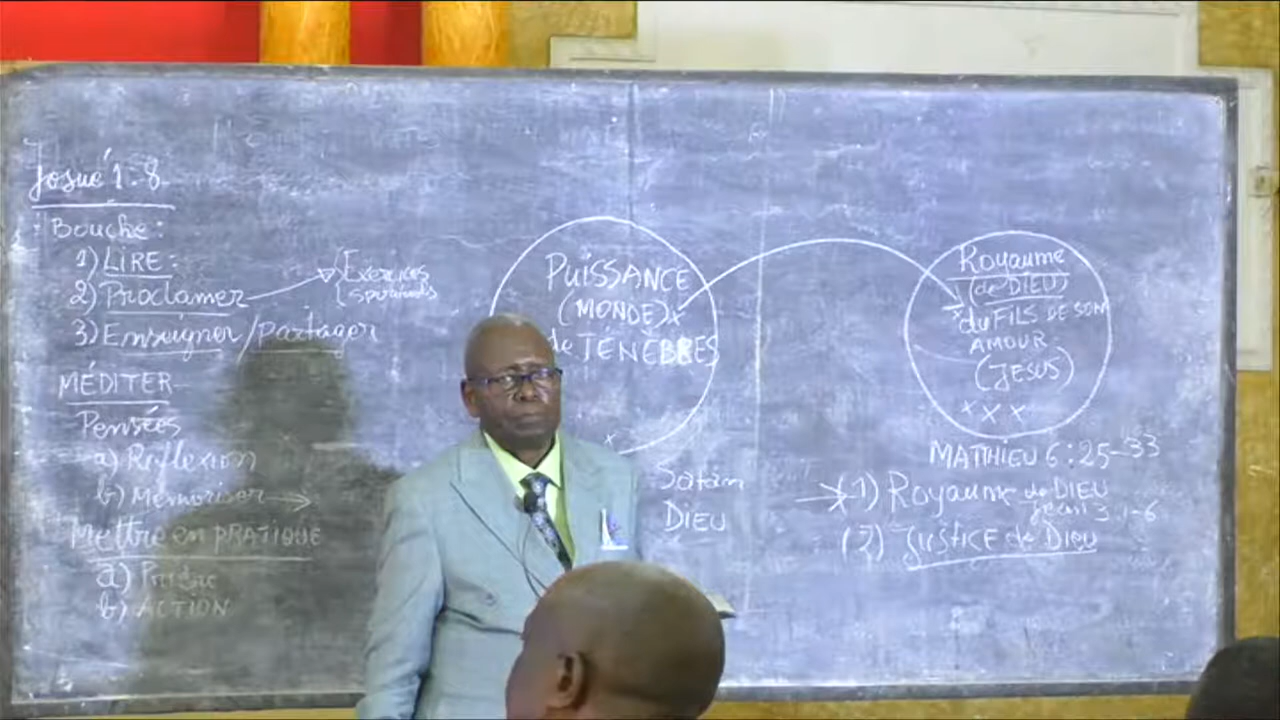 Josué 1:8
Bouche:
1) LIRE:
2) Proclamer
Exercices
spirituels
3) Enseigner/partager
MÉDITER
Pensées
a) Réflexion
b) Mémoriser
Mettre en PRATIQUE
a) Prière
b) ACTION
PUISSANCE
(MONDE) x
de TÉNÈBRES
x
Satan
DIEU
Royaume
(de DIEU)
x du FILS DE SON
AMOUR
(JESUS)
x x x
MATTHIEU 6:25-33
(1) Royaume de DIEU
Jean 3:1-6
(2) JUSTICE de Dieu